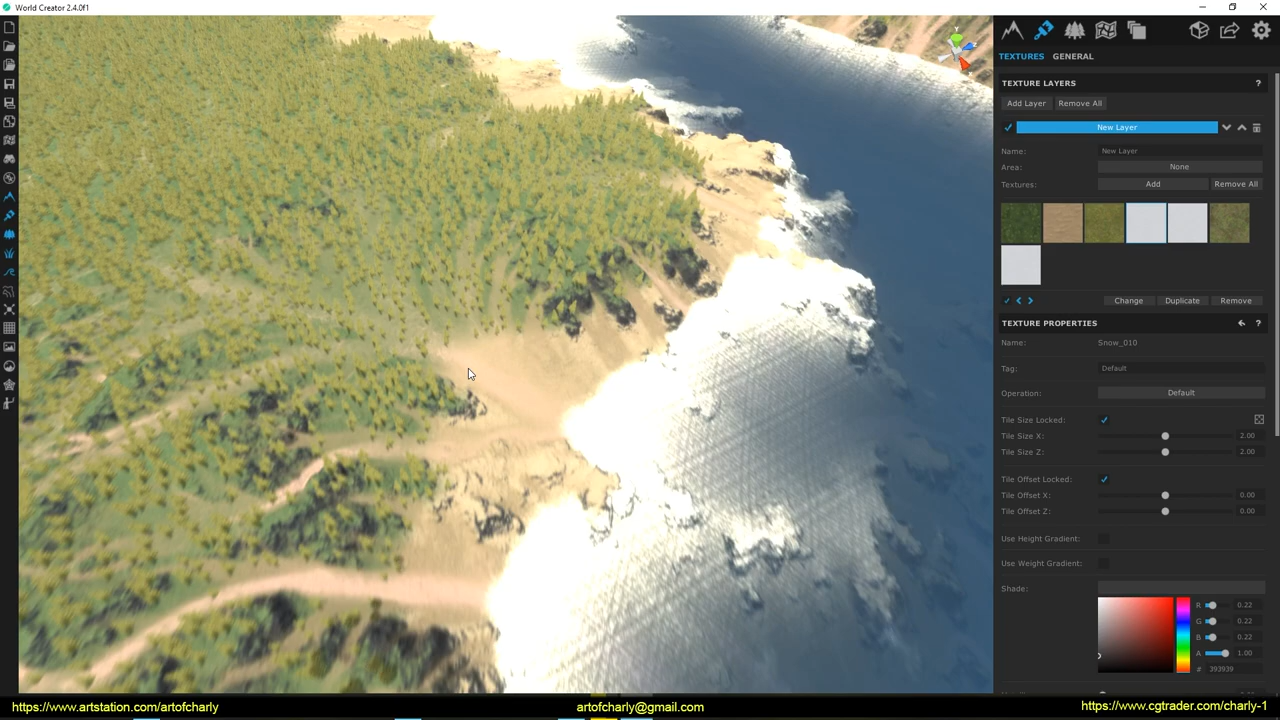 World Creator 2.4.0f1
TEXTURES GENERAL
TEXTURE LAYERS ?
Add Layer Remove All
New Layer
Name: New Layer
Area: None
Textures: Add Remove All
Change Duplicate Remove
TEXTURE PROPERTIES ?
Name: Snow_010
Tag: Default
Operation: Default
Tile Size Locked:
Tile Size X: 2.00
Tile Size Z: 2.00
Tile Offset Locked:
Tile Offset X: 0.00
Tile Offset Z: 0.00
Use Height Gradient:
Use Weight Gradient:
Shade:
R 0.22
G 0.22
B 0.22
A 1.00
# 393939
https://www.artstation.com/artofcharly artofcharly@gmail.com https://www.cgtrader.com/charly-1